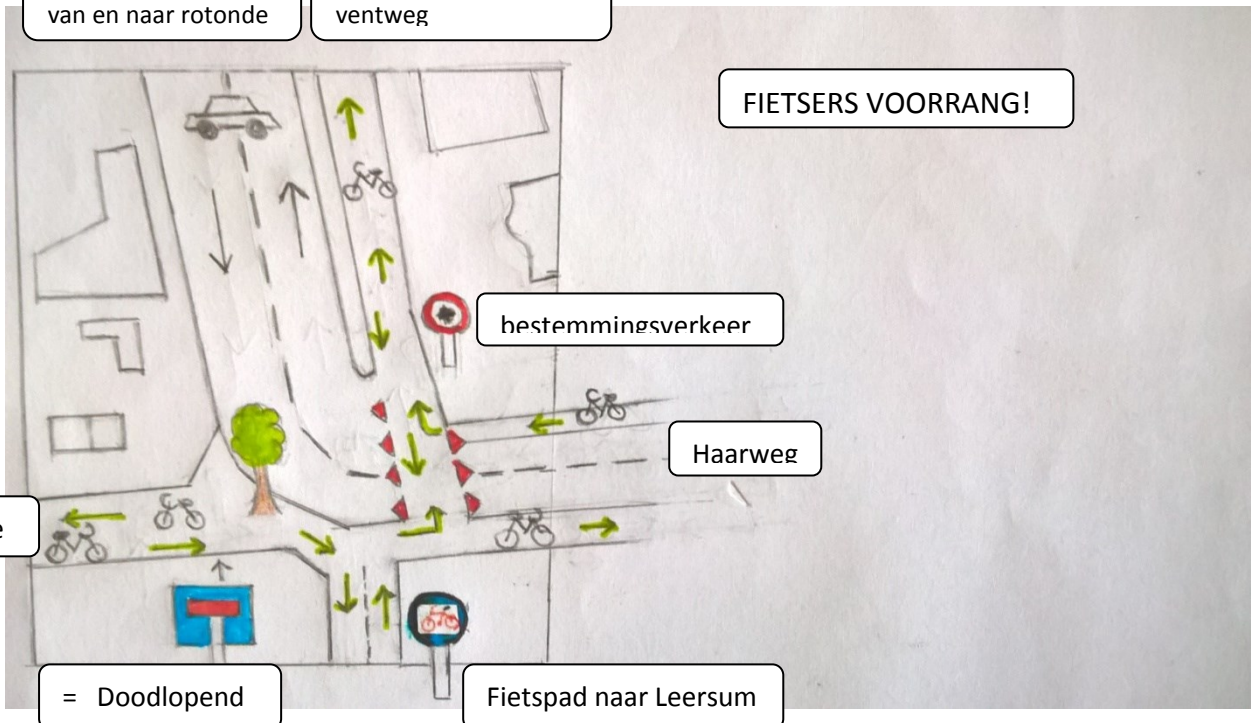 van en naar rotonde
ventweg
FIETSERS VOORRANG!
bestemmingsverkeer
Haarweg
e
= Doodlopend
Fietspad naar Leersum